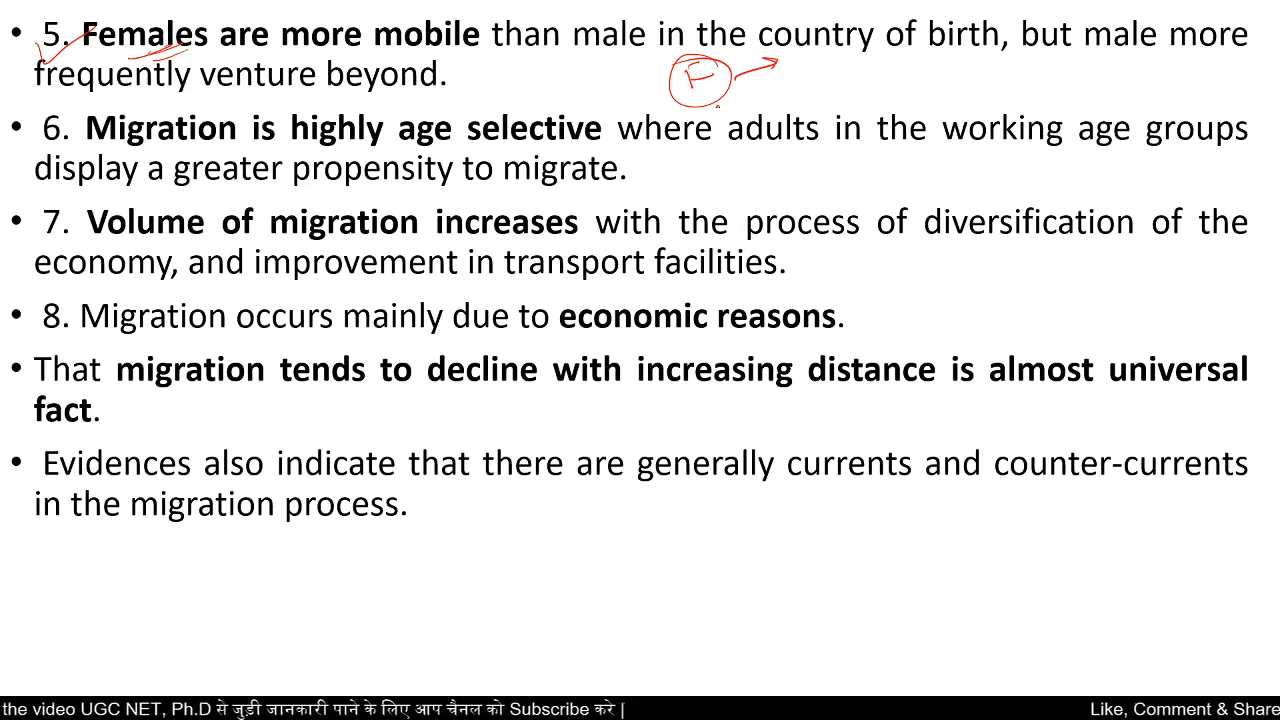 • 5. Females are more mobile than male in the country of birth, but male more
frequently venture beyond.
F
• 6. Migration is highly age selective where adults in the working age groups
display a greater propensity to migrate.
• 7. Volume of migration increases with the process of diversification of the
economy, and improvement in transport facilities.
• 8. Migration occurs mainly due to economic reasons.
• That migration tends to decline with increasing distance is almost universal
fact.
• Evidences also indicate that there are generally currents and counter-currents
in the migration process.
the video UGC NET, Ph.D से जुड़ी जानकारी पाने के लिए आप चैनल को Subscribe करे |
Like, Comment & Share